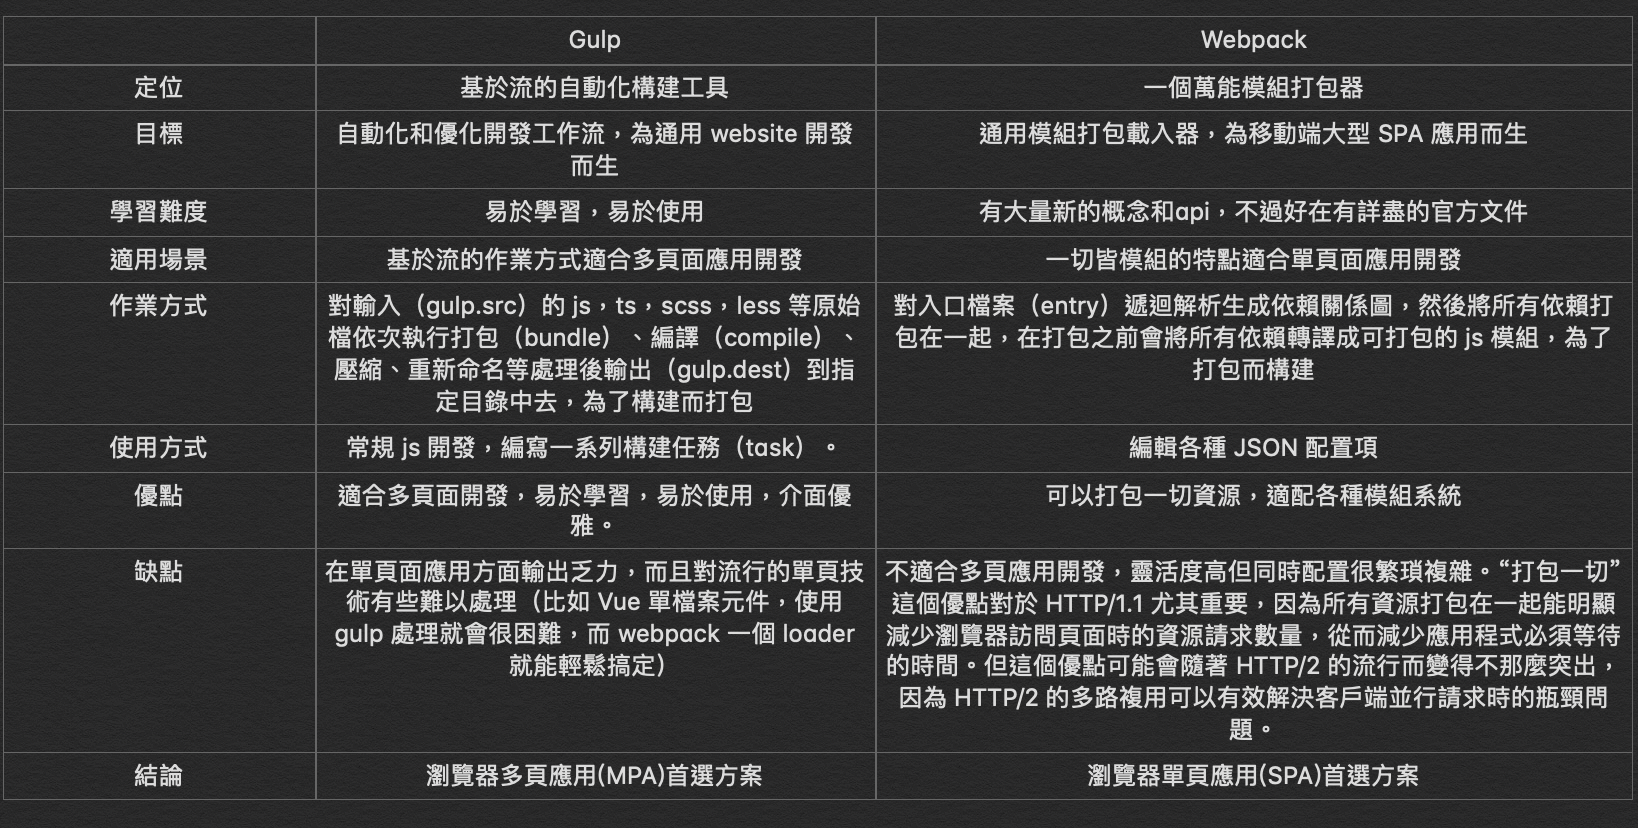 Gulp
Webpack
定位
基於流的自動化構建工具
一個萬能模組打包器
目標
自動化和優化開發工作流，為通用 website 開發
而生
通用模組打包載入器，為移動端大型 SPA 應用而生
學習難度
易於學習，易於使用
有大量新的概念和api，不過好在有詳盡的官方文件
適用場景
基於流的作業方式適合多頁面應用開發
一切皆模組的特點適合單頁面應用開發
作業方式
對輸入（gulp.src）的 js，ts，scss，less 等原始
檔依次執行打包（bundle）、編譯（compile）、
壓縮、重新命名等處理後輸出（gulp.dest）到指
定目錄中去，為了構建而打包
對入口檔案（entry）遞迴解析生成依賴關係圖，然後將所有依賴打
包在一起，在打包之前會將所有依賴轉譯成可打包的 js 模組，為了
打包而構建
使用方式
常規 js 開發，編寫一系列構建任務（task）。
編輯各種 JSON 配置項
優點
適合多頁面開發，易於學習，易於使用，介面優
雅。
可以打包一切資源，適配各種模組系統
缺點
在單頁面應用方面輸出乏力，而且對流行的單頁技
術有些難以處理（比如 Vue 單檔案元件，使用
gulp 處理就會很困難，而 webpack 一個 loader
就能輕鬆搞定）
不適合多頁應用開發，靈活度高但同時配置很繁瑣複雜。“打包一切”
這個優點對於 HTTP/1.1 尤其重要，因為所有資源打包在一起能明顯
減少瀏覽器訪問頁面時的資源請求數量，從而減少應用程式必須等待
的時間。但這個優點可能會隨著 HTTP/2 的流行而變得不那麼突出，
因為 HTTP/2 的多路複用可以有效解決客戶端並行請求時的瓶頸問
題。
結論
瀏覽器多頁應用(MPA)首選方案
瀏覽器單頁應用(SPA)首選方案